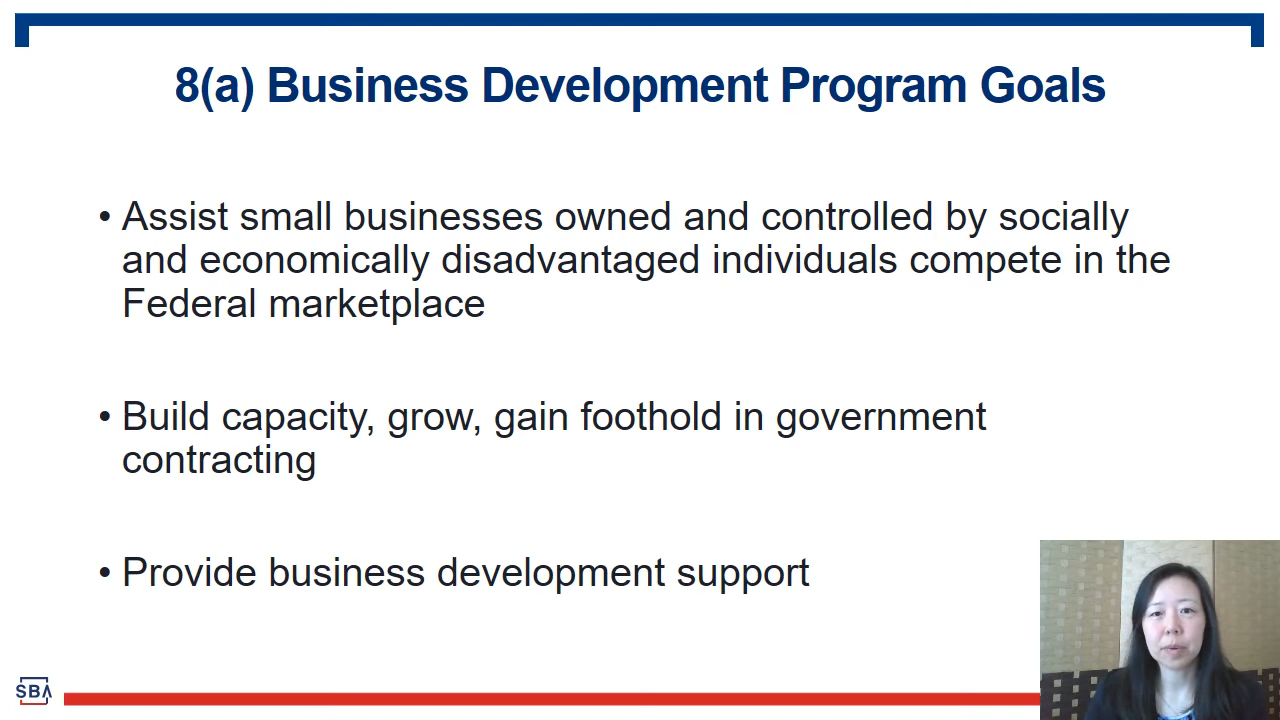 8(a) Business Development Program Goals
• Assist small businesses owned and controlled by socially
and economically disadvantaged individuals compete in the
Federal marketplace
• Build capacity, grow, gain foothold in government
contracting
• Provide business development support
SBA